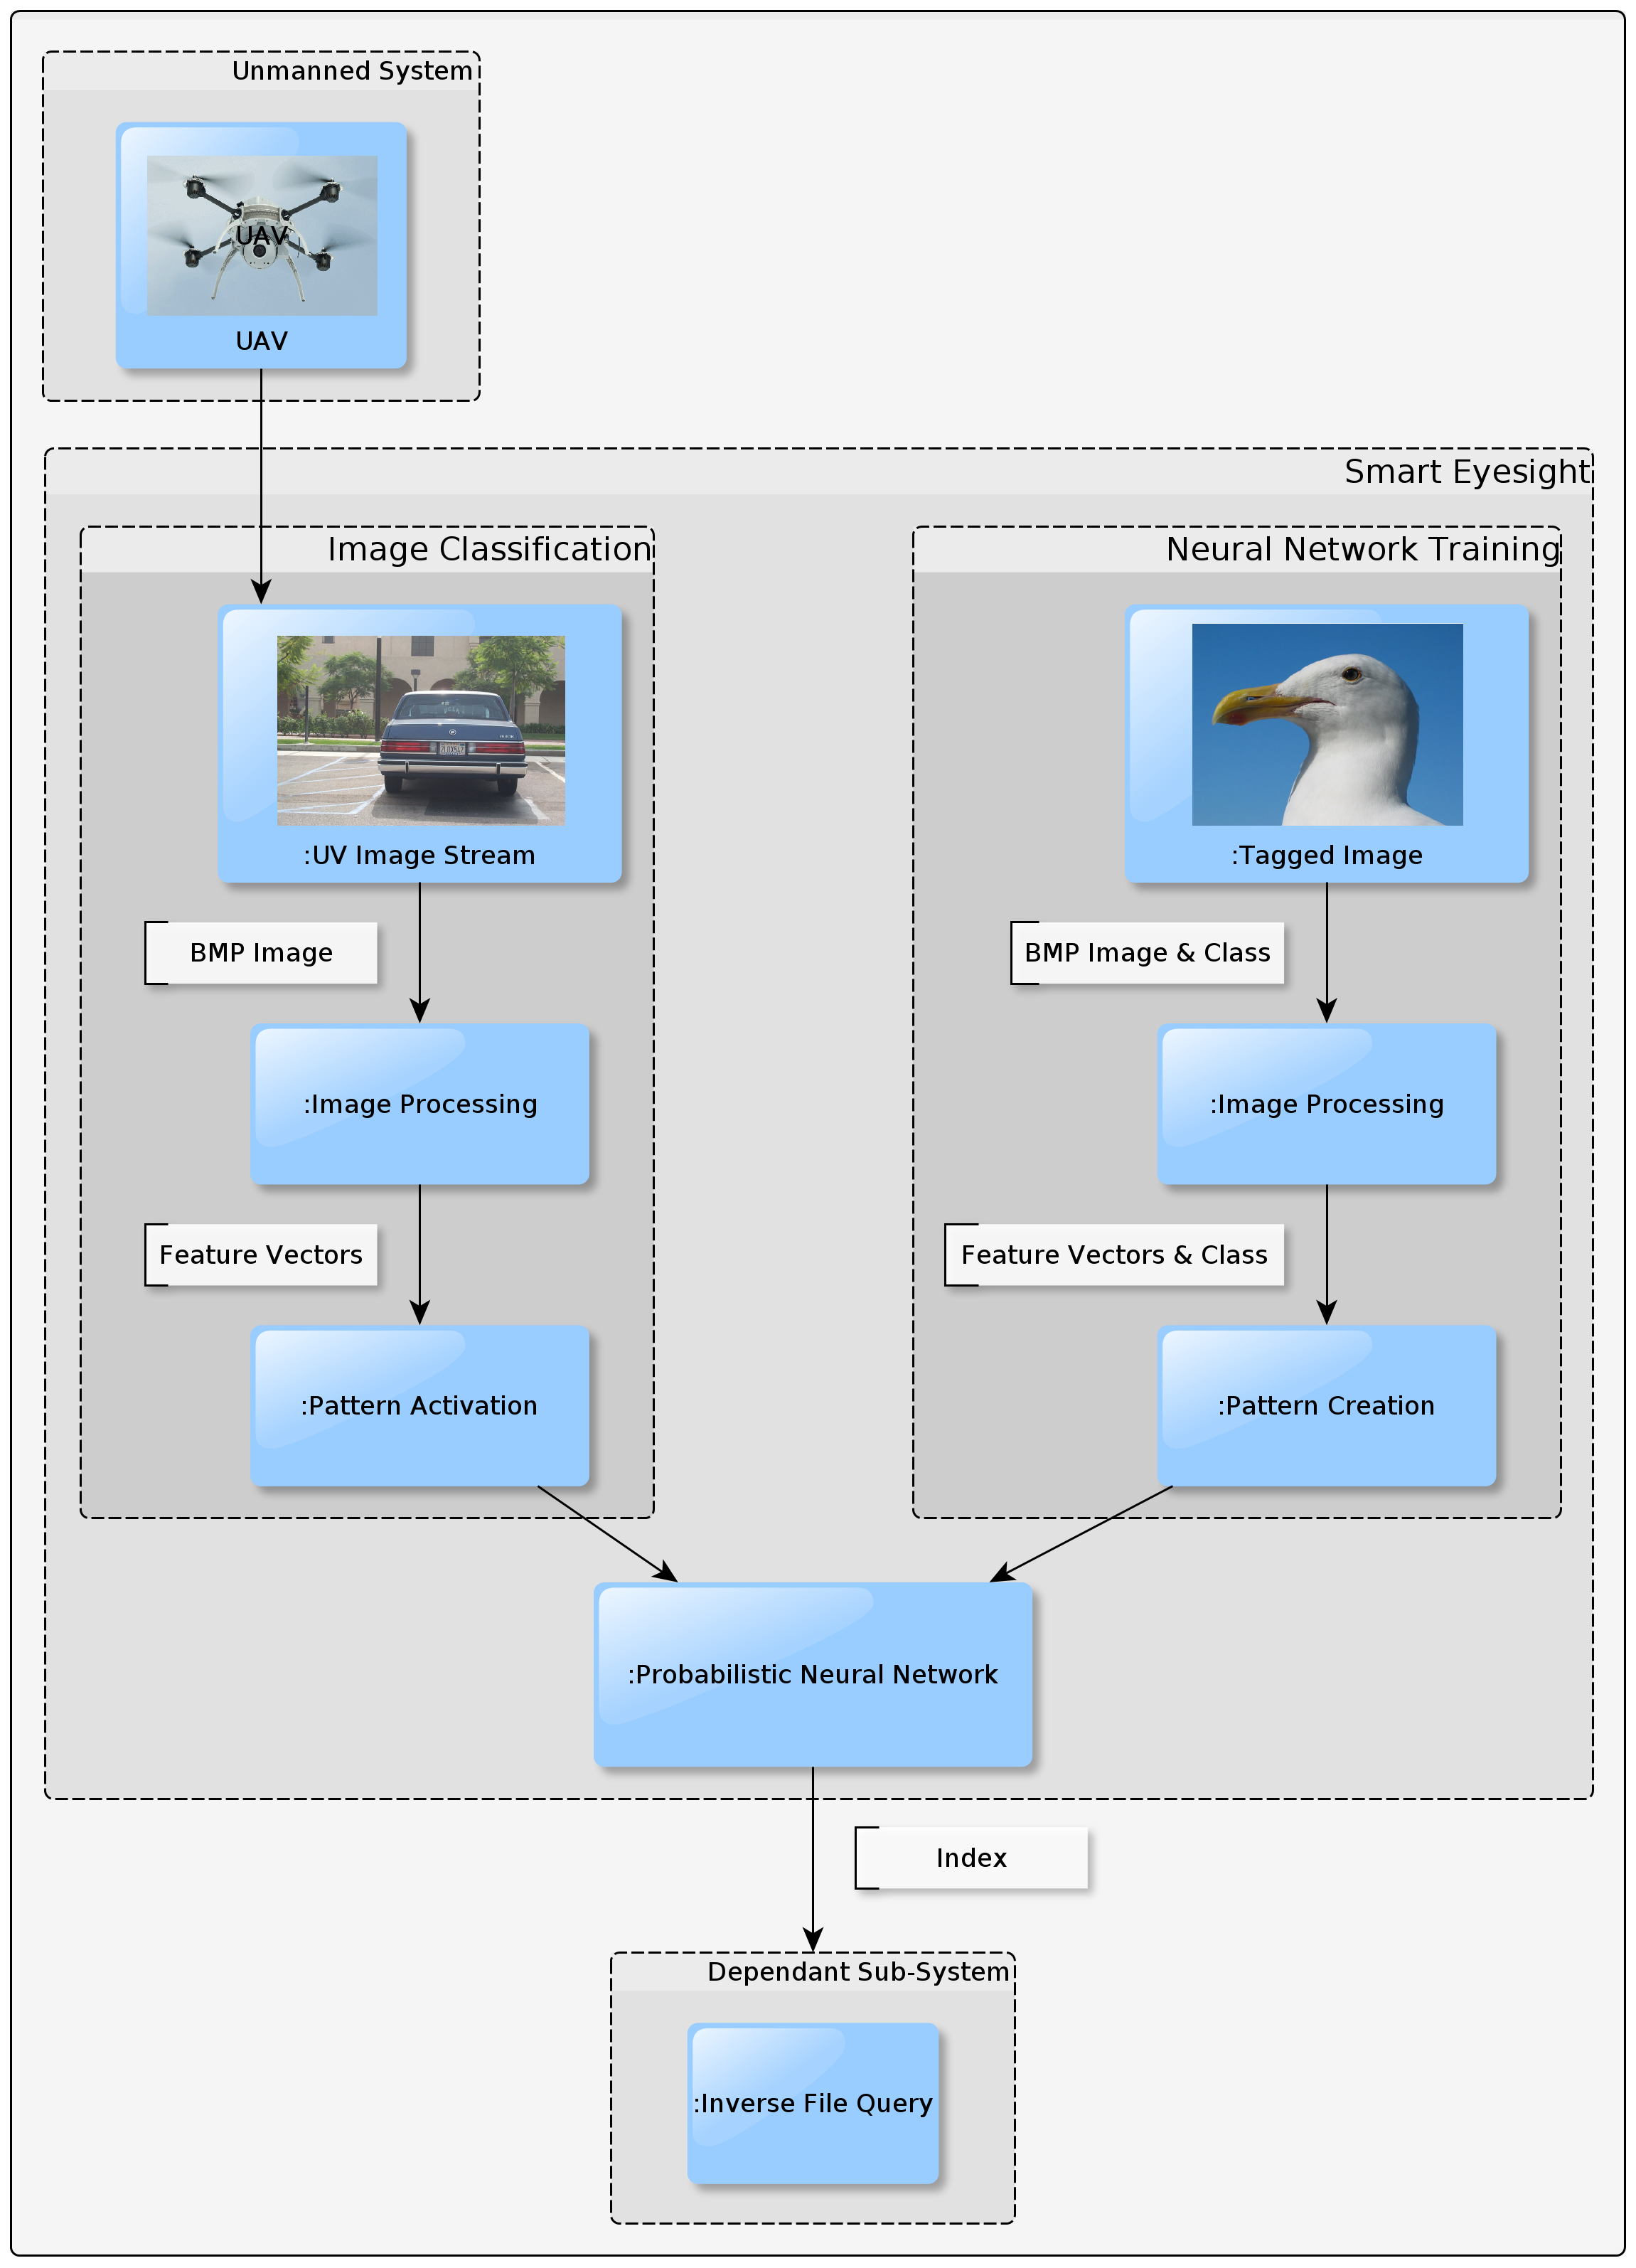 Unmanned System
UAV
UAV
Smart Eyesight
Image Classification
Neural Network Training
:UV Image Stream
:Tagged Image
BMP Image
BMP Image & Class
:Image Processing
:Image Processing
Feature Vectors
Feature Vectors & Class
:Pattern Activation
:Pattern Creation
:Probabilistic Neural Network
Index
Dependant Sub-System
:Inverse File Query